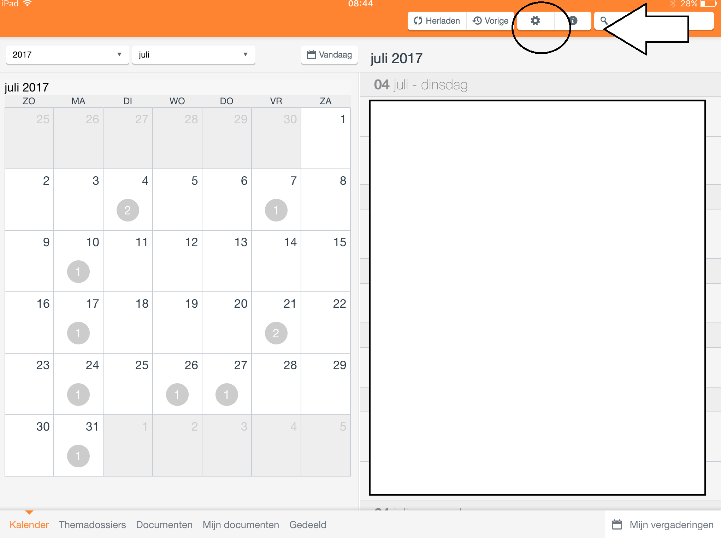 iPad 08:44 28%
Herladen Vorige
2017 juli Vandaag juli 2017
juli 2017 04 juli - dinsdag
ZO MA DI WO DO VR ZA
25 26 27 28 29 30 1
2 3 4 5 6 7 8
2 1
9 10 11 12 13 14 15
1
16 17 18 19 20 21 22
1 2
23 24 25 26 27 28 29
1 1 1
30 31 1 2 3 4 5
1
Kalender Themadossiers Documenten Mijn documenten Gedeeld Mijn vergaderingen